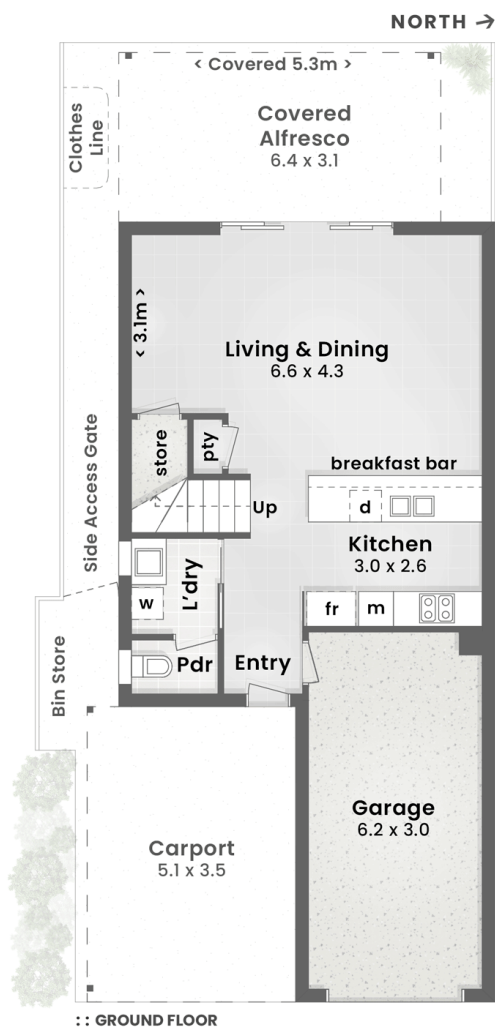 NORTH →
< Covered 5.3m >
Covered
Alfresco
6.4 x 3.1
Clothes
Line
< 3.1m >
Living & Dining
6.6 x 4.3
store
pty
breakfast bar
Up
d
Side Access Gate
Kitchen
3.0 x 2.6
L'dry
w
fr
m
Bin Store
Pdr
Entry
Garage
6.2 x 3.0
Carport
5.1 x 3.5
:: GROUND FLOOR